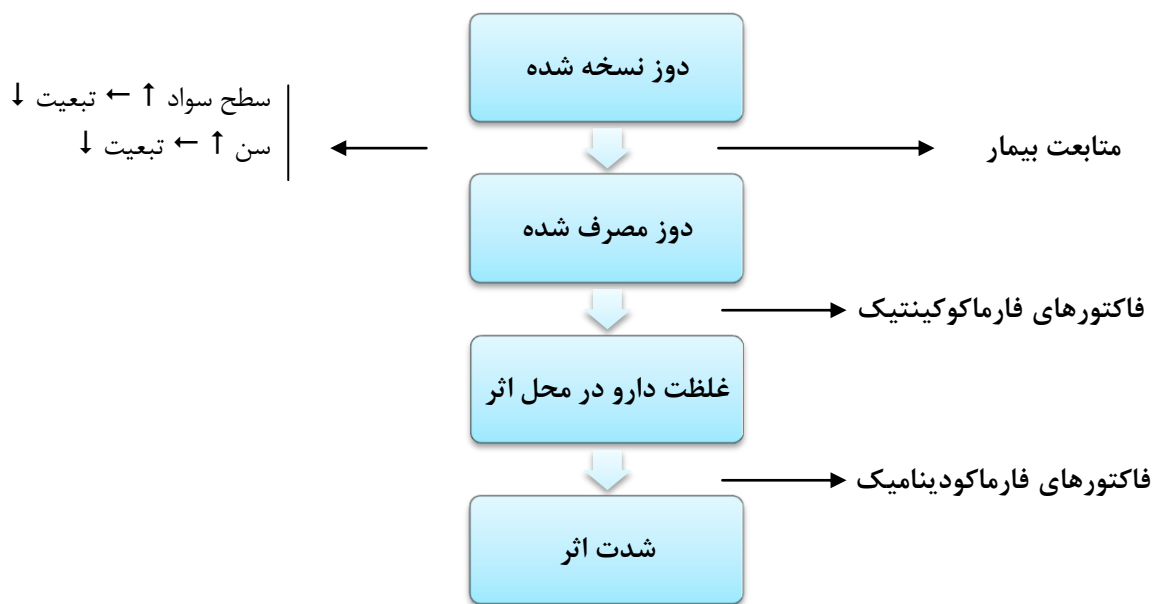 دوز نسخه شده
سطح سواد ↑ ← تبعیت ↓
سن ↑ ← تبعیت ↓
متابعت بیمار
دوز مصرف شده
فاکتورهای فارماکوکینتیک
غلظت دارو در محل اثر
فاکتورهای فارماکودینامیک
شدت اثر